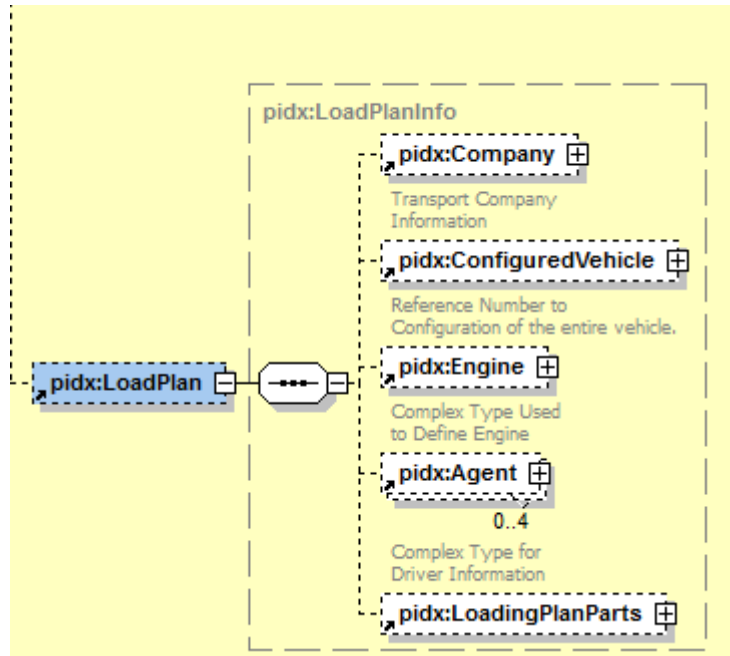 pidx:LoadPlanInfo
pidx:Company
Transport Company
Information
pidx:ConfiguredVehicle
Reference Number to
Configuration of the entire vehicle.
pidx:LoadPlan
pidx:Engine
Complex Type Used
to Define Engine
pidx:Agent
0..4
Complex Type for
Driver Information
pidx:LoadingPlanParts